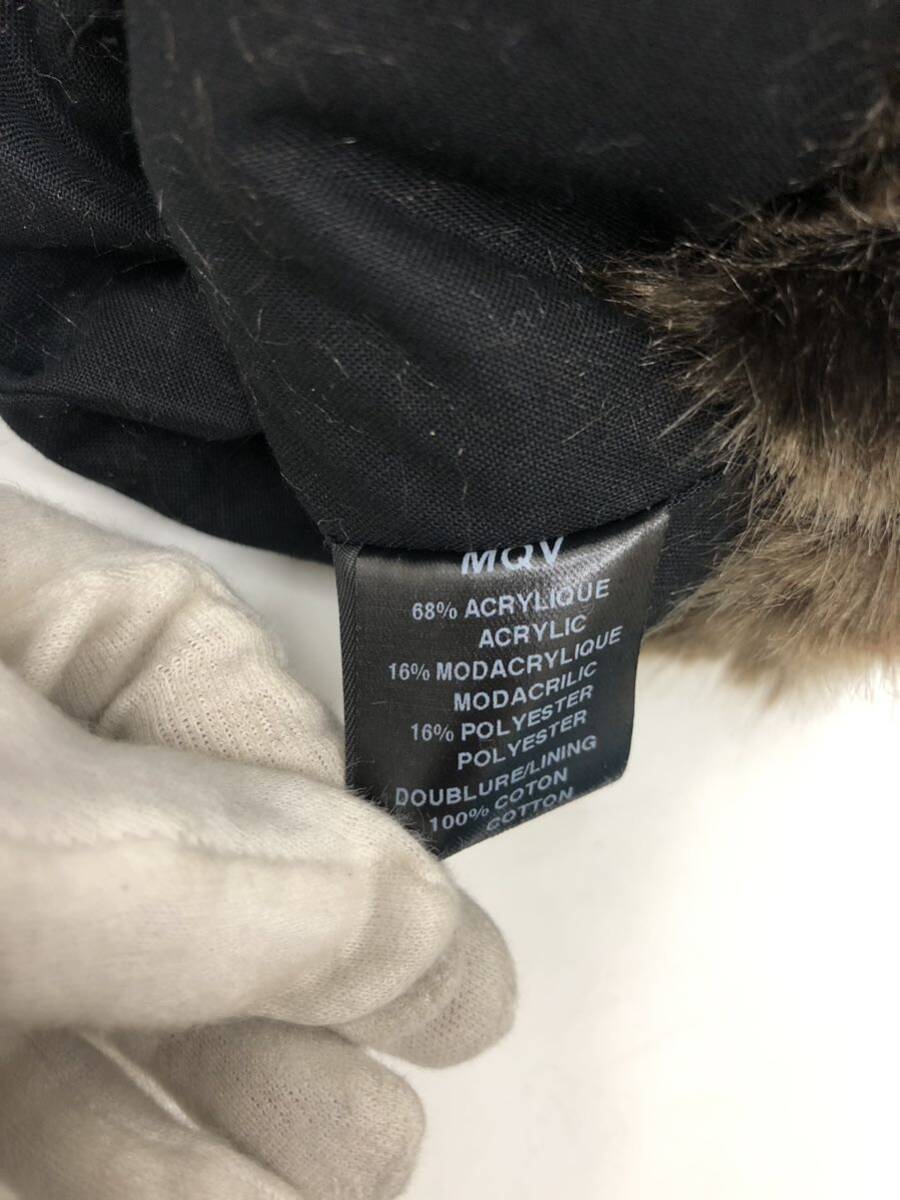 MQV
68% ACRYLIQUE
ACRYLIC
16% MODACRYLIQUE
MODACRILIC
16% POLYESTER
POLYESTER
DOUBLURE/LINING
100% COTON
COTTON